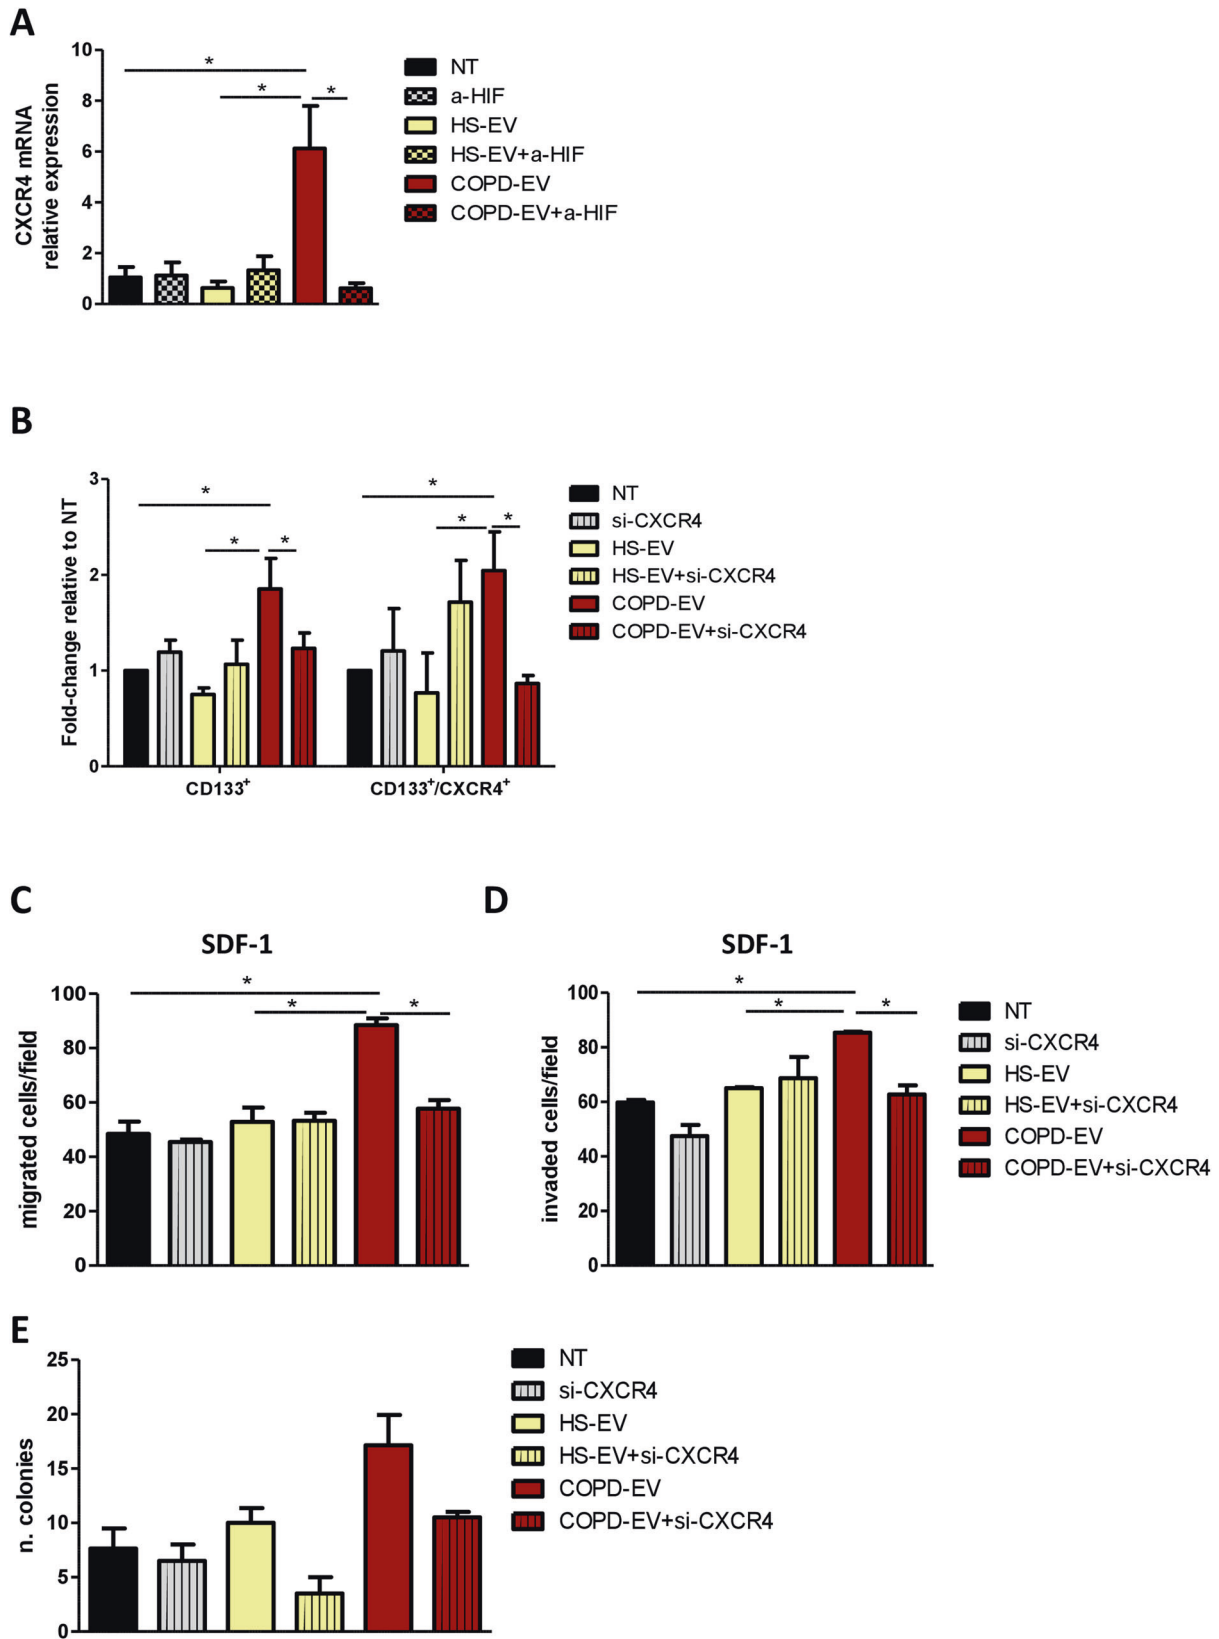 A
CXCR4 mRNA
relative expression
10
8
6
4
2
0
*
*
*
NT
a-HIF
HS-EV
HS-EV+a-HIF
COPD-EV
COPD-EV+a-HIF
B
Fold-change relative to NT
3
2
1
0
*
*
*
*
*
*
CD133+
CD133+/CXCR4+
NT
si-CXCR4
HS-EV
HS-EV+si-CXCR4
COPD-EV
COPD-EV+si-CXCR4
C
SDF-1
migrated cells/field
100
80
60
40
20
0
*
*
*
D
SDF-1
invaded cells/field
100
80
60
40
20
0
*
*
*
NT
si-CXCR4
HS-EV
HS-EV+si-CXCR4
COPD-EV
COPD-EV+si-CXCR4
E
n. colonies
25
20
15
10
5
0
NT
si-CXCR4
HS-EV
HS-EV+si-CXCR4
COPD-EV
COPD-EV+si-CXCR4